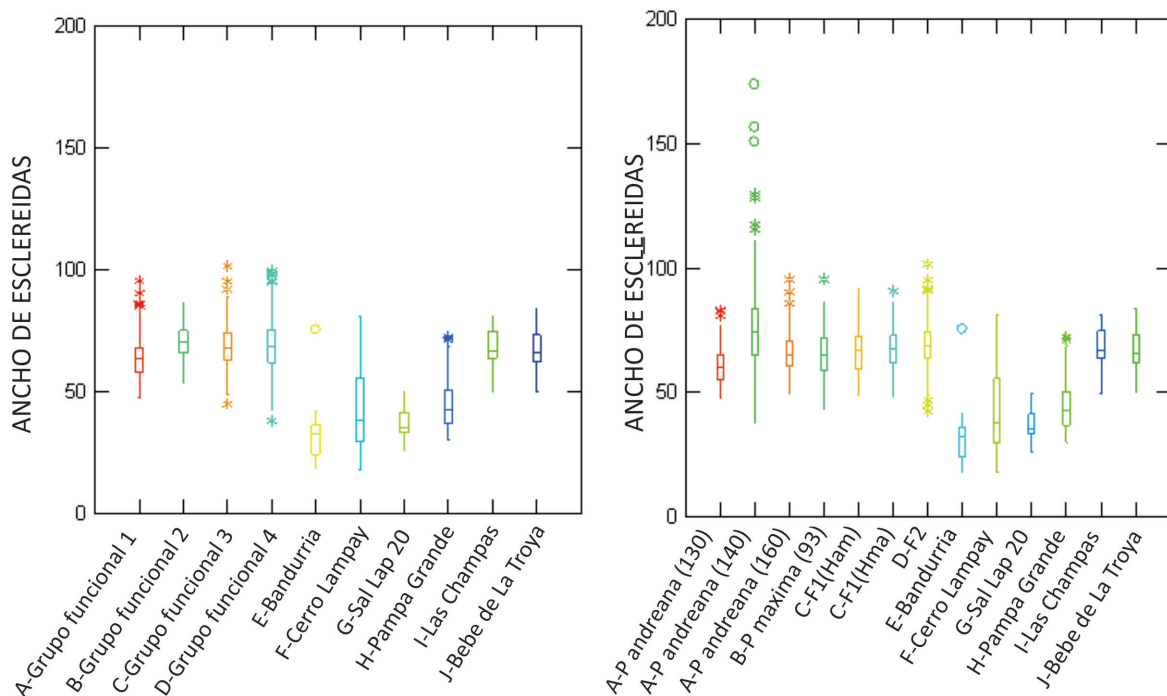 ANCHO DE ESCLEREIDAS
200
150
100
50
0
A-Grupo funcional 1
B-Grupo funcional 2
C-Grupo funcional 3
D-Grupo funcional 4
E-Bandurria
F-Cerro Lampay
G-Sal Lap 20
H-Pampa Grande
I-Las Champas
J-Bebe de La Troya
ANCHO DE ESCLEREIDAS
200
150
100
50
0
A-P andreana (130)
A-P andreana (140)
A-P andreana (160)
B-P maxima (93)
C-F1(Ham)
C-F1(Hma)
D-F2
E-Bandurria
F-Cerro Lampay
G-Sal Lap 20
H-Pampa Grande
I-Las Champas
J-Bebe de La Troya